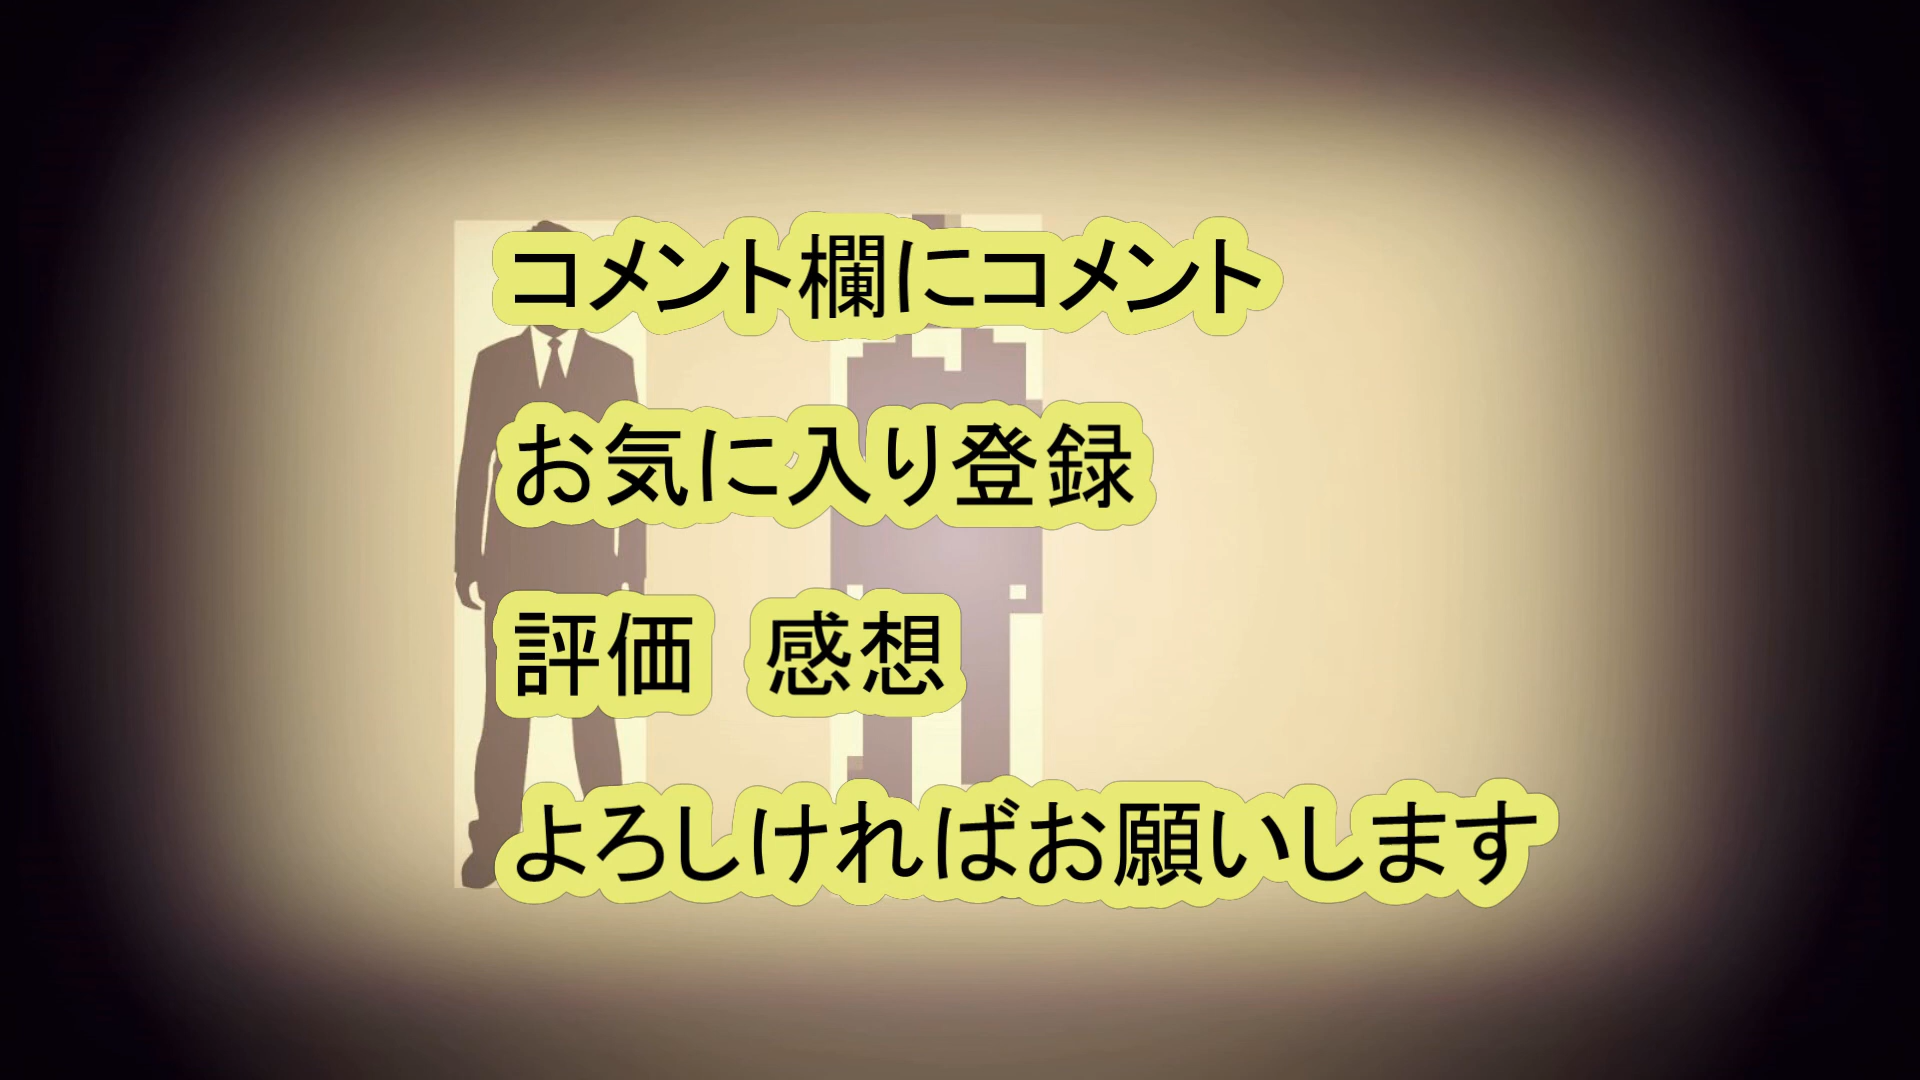 コメント欄にコメント
お気に入り登録
評価　感想
よろしければお願いします